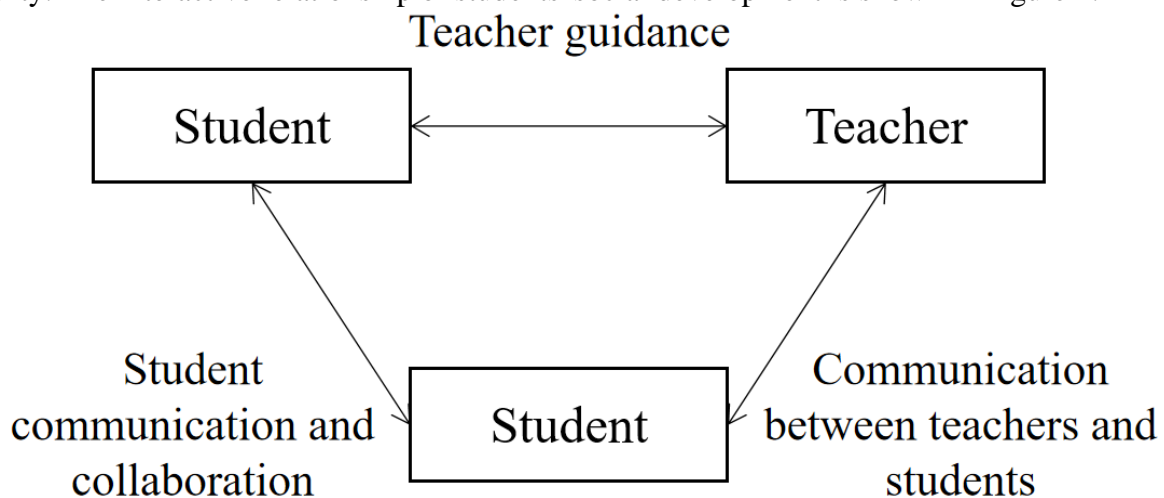 Teacher guidance
Student
Teacher
Student
communication and
collaboration
Student
Communication
between teachers and
students